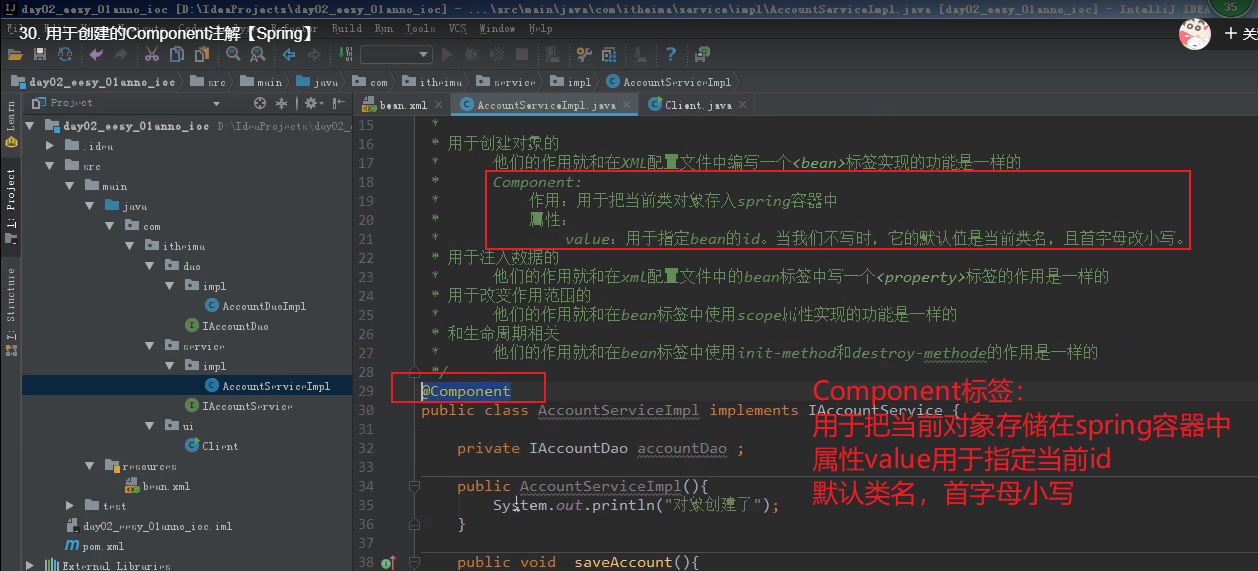 day02_eesy_01anno_ioc [D:\IdeaProjects\day02_eesy_01anno_ioc] - ...\src\main\java\com\itheima\service\impl\AccountServiceImpl.java [day02_eesy_01anno_ioc] - IntelliJ IDEA
35
30. 用于创建的Component注解【Spring】
Build Run Tools VCS Window Help
+ 关
day02_eesy_01anno_ioc src main java com itheima service impl AccountServiceImpl
Project
bean.xml AccountServiceImpl.java Client.java
Learn
1: Project
7: Structure
day02_eesy_01anno_ioc D:\IdeaProjects\day02_
.idea
src
main
java
com
itheima
dao
impl
AccountDaoImpl
IAccountDao
service
impl
AccountServiceImpl
IAccountService
ui
Client
resources
bean.xml
test
day02_eesy_01anno_ioc.iml
pom.xml
External Libraries
15 *
16 * 用于创建对象的
17 * 他们的作用就和在XML配置文件中编写一个<bean>标签实现的功能是一样的
18 * Component:
19 * 作用：用于把当前类对象存入spring容器中
20 * 属性：
21 * value：用于指定bean的id。当我们不写时，它的默认值是当前类名，且首字母改小写。
22 * 用于注入数据的
23 * 他们的作用就和在xml配置文件中的bean标签中写一个<property>标签的作用是一样的
24 * 用于改变作用范围的
25 * 他们的作用就和在bean标签中使用scope属性实现的功能是一样的
26 * 和生命周期相关
27 * 他们的作用就和在bean标签中使用init-method和destroy-methode的作用是一样的
28 */
29 @Component
30 public class AccountServiceImpl implements IAccountService {
31
32 private IAccountDao accountDao ;
33
34 public AccountServiceImpl(){
35 System.out.println("对象创建了");
36 }
37
38 public void saveAccount(){
Component标签：
用于把当前对象存储在spring容器中
属性value用于指定当前id
默认类名，首字母小写